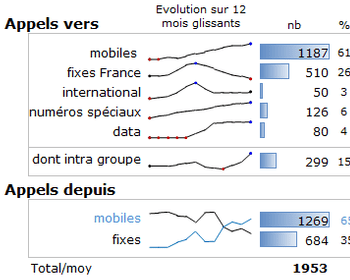 Evolution sur 12
mois glissants
Appels vers nb %
mobiles 1187 61
fixes France 510 26
international 50 3
numéros spéciaux 126 6
data 80 4
dont intra groupe 299 15
Appels depuis
mobiles 1269 65
fixes 684 35
Total/moy 1953